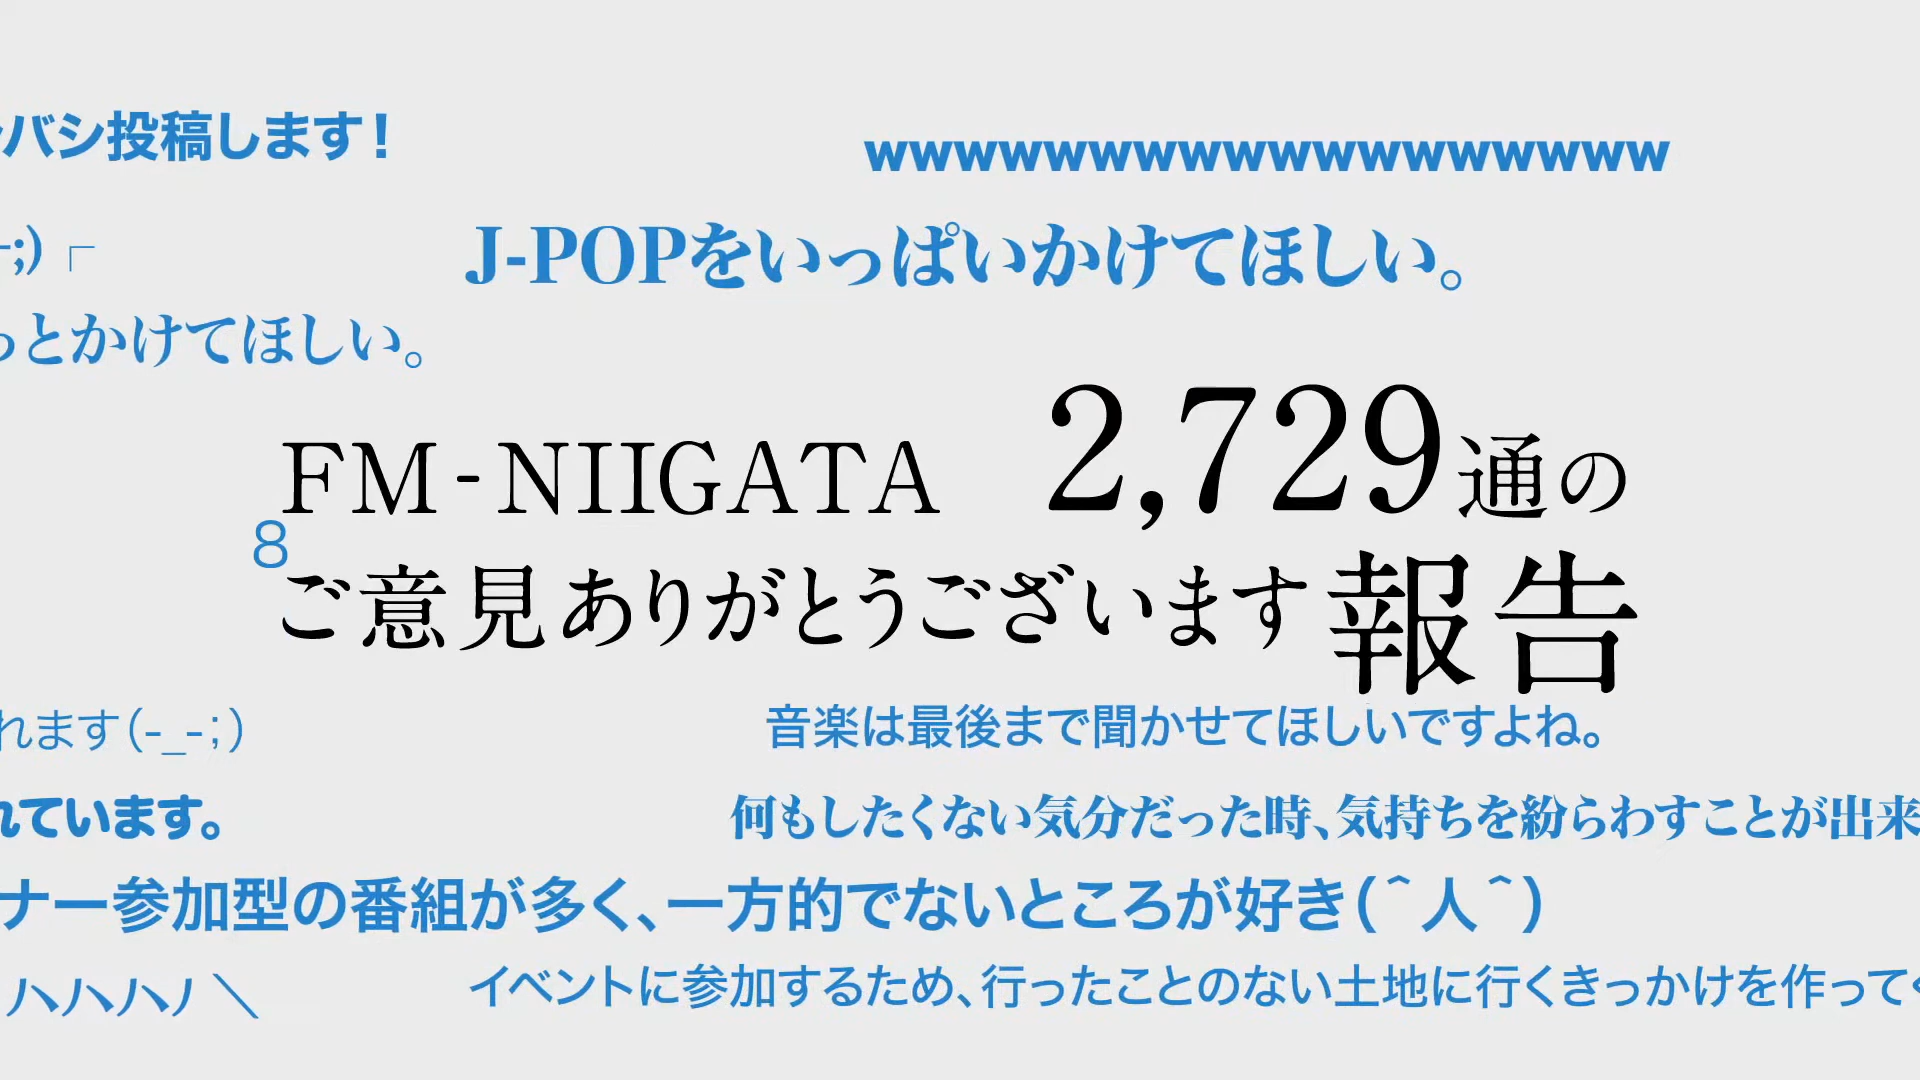 バシ投稿します！
wwwwwwwwwwwwwwwwww
;)┌
J-POPをいっぱいかけてほしい。
っとかけてほしい。
FM-NIIGATA 2,729通の
8
ご意見ありがとうございます報告
れます(-_-;)
音楽は最後まで聞かせてほしいですよね。
れています。
何もしたくない気分だった時、気持ちを紛らわすことが出来
ナー参加型の番組が多く、一方的でないところが好き(＾人＾)
ハハハノ ＼
イベントに参加するため、行ったことのない土地に行くきっかけを作って